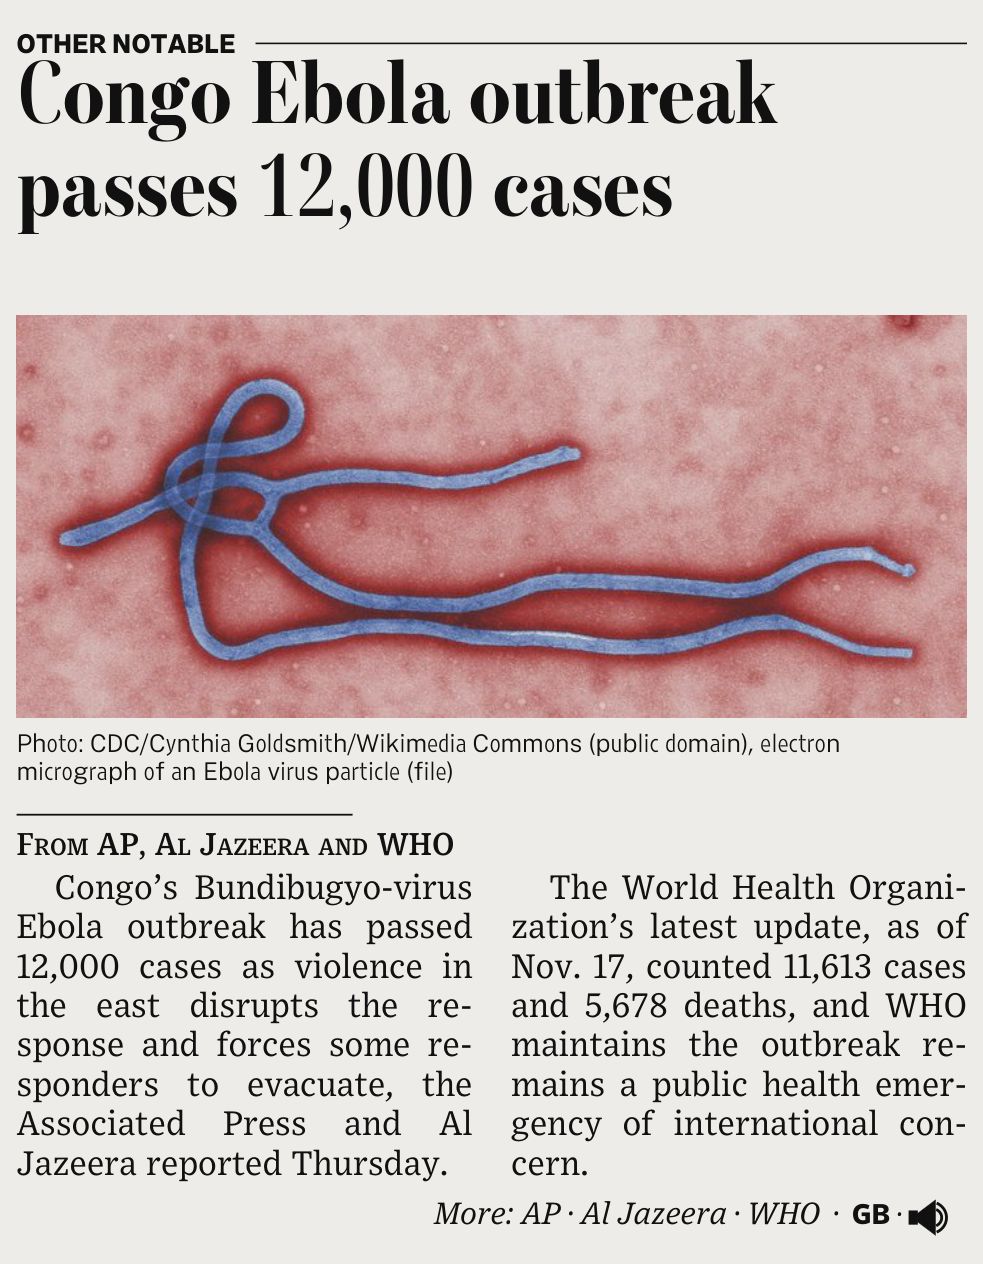 OTHER NOTABLE
Congo Ebola outbreak
passes 12,000 cases
Photo: CDC/Cynthia Goldsmith/Wikimedia Commons (public domain), electron
micrograph of an Ebola virus particle (file)
From AP, Al Jazeera and WHO
Congo’s Bundibugyo-virus
Ebola outbreak has passed
12,000 cases as violence in
the east disrupts the re-
sponse and forces some re-
sponders to evacuate, the
Associated Press and Al
Jazeera reported Thursday.
The World Health Organi-
zation’s latest update, as of
Nov. 17, counted 11,613 cases
and 5,678 deaths, and WHO
maintains the outbreak re-
mains a public health emer-
gency of international con-
cern.
More: AP · Al Jazeera · WHO · GB ·